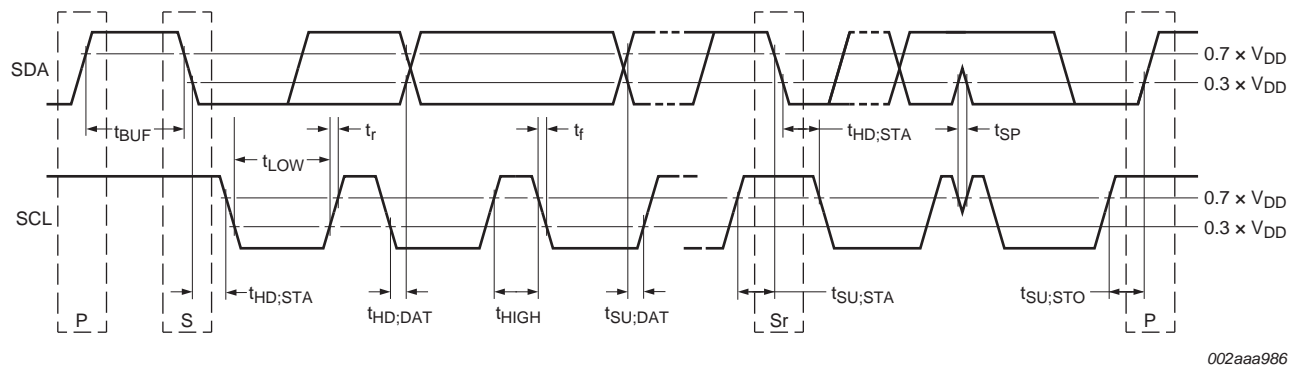 SDA
0.7 × VDD
0.3 × VDD
tBUF
tr
tf
tHD;STA
tSP
tLOW
SCL
0.7 × VDD
0.3 × VDD
tHD;STA
tHD;DAT
tHIGH
tSU;DAT
tSU;STA
tSU;STO
P
S
Sr
P
002aaa986